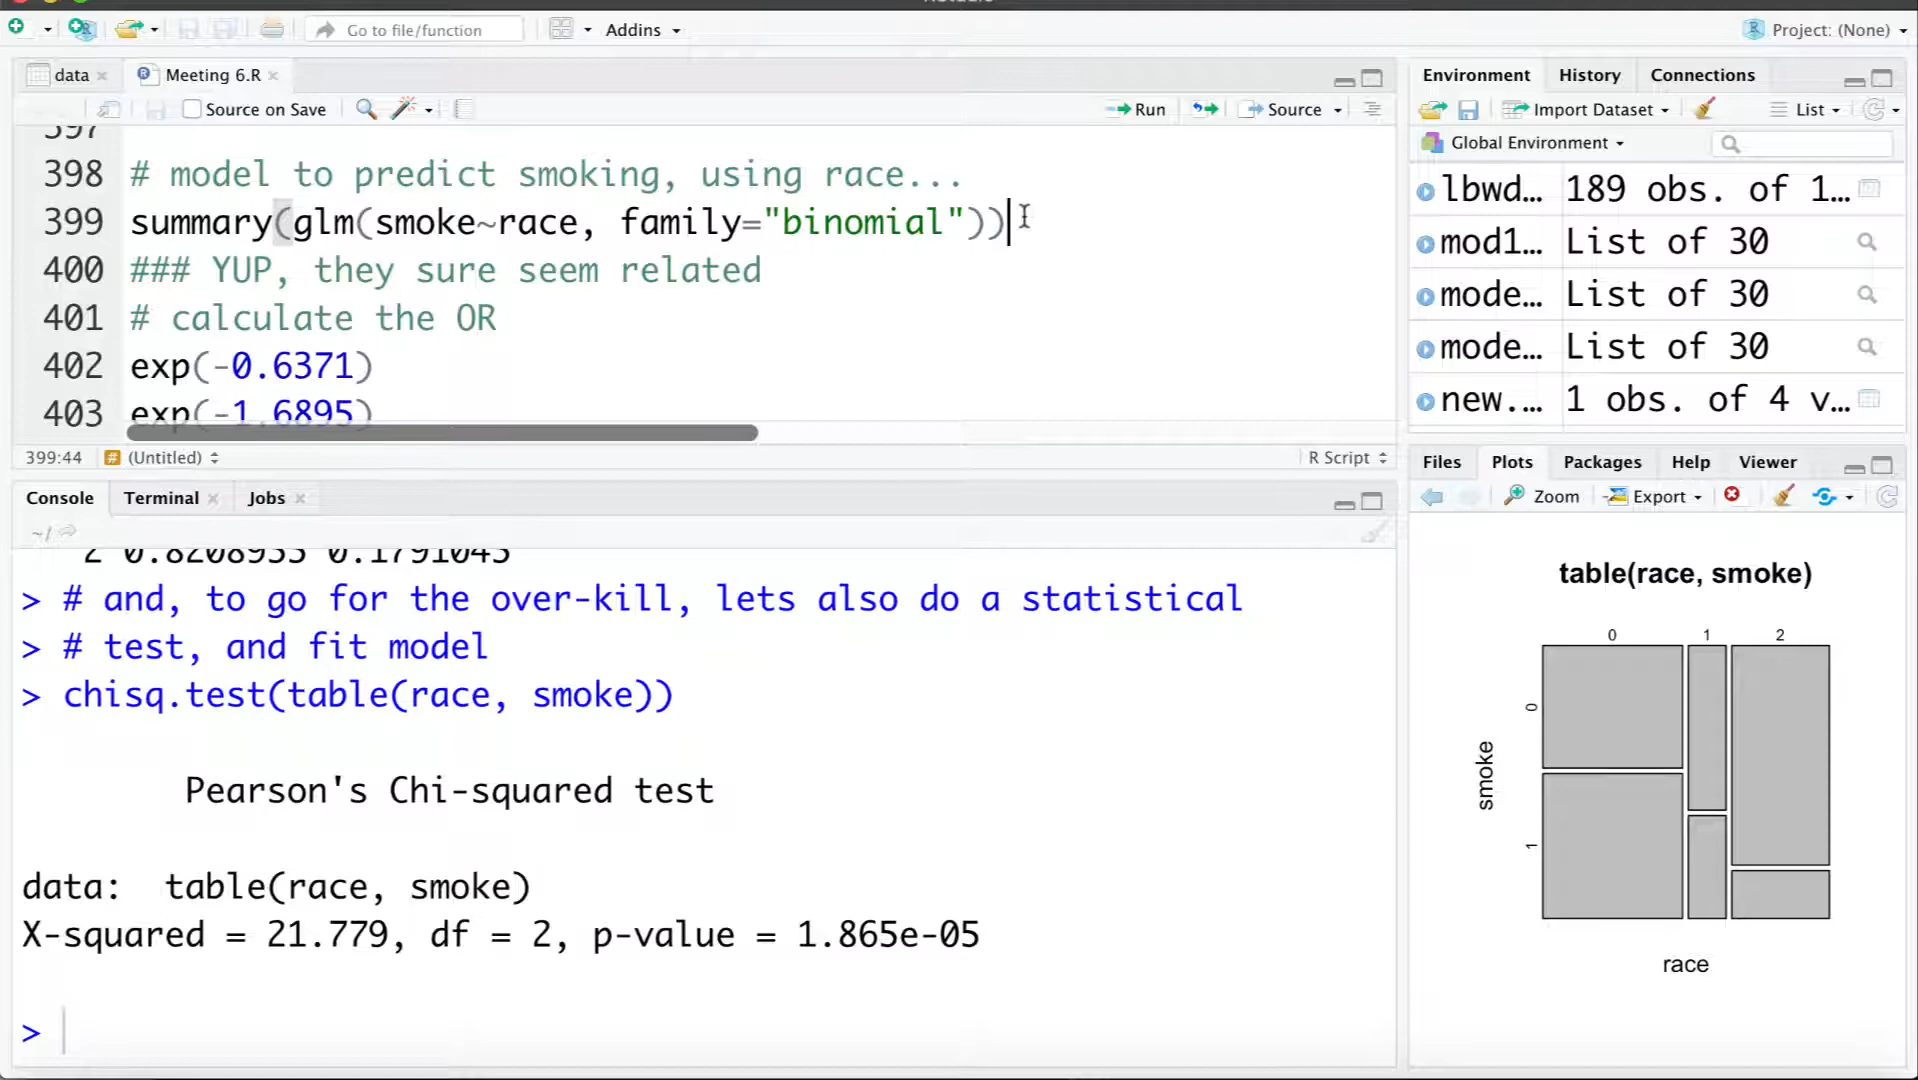 Go to file/function
Addins
Project: (None)
data
Meeting 6.R
Source on Save
Run
Source
397
398 # model to predict smoking, using race...
399 summary(glm(smoke~race, family="binomial"))
400 ### YUP, they sure seem related
401 # calculate the OR
402 exp(-0.6371)
403 exp(-1.6895)
399:44
(Untitled)
R Script
Console
Terminal
Jobs
~/
2 0.8208955 0.1791045
> # and, to go for the over-kill, lets also do a statistical
> # test, and fit model
> chisq.test(table(race, smoke))
Pearson's Chi-squared test
data: table(race, smoke)
X-squared = 21.779, df = 2, p-value = 1.865e-05
>
Environment
History
Connections
Import Dataset
List
Global Environment
lbwd… 189 obs. of 1…
mod1 List of 30
mode… List of 30
mode… List of 30
new.… 1 obs. of 4 v…
Files
Plots
Packages
Help
Viewer
Zoom
Export
table(race, smoke)
0 1 2
0
smoke
1
race